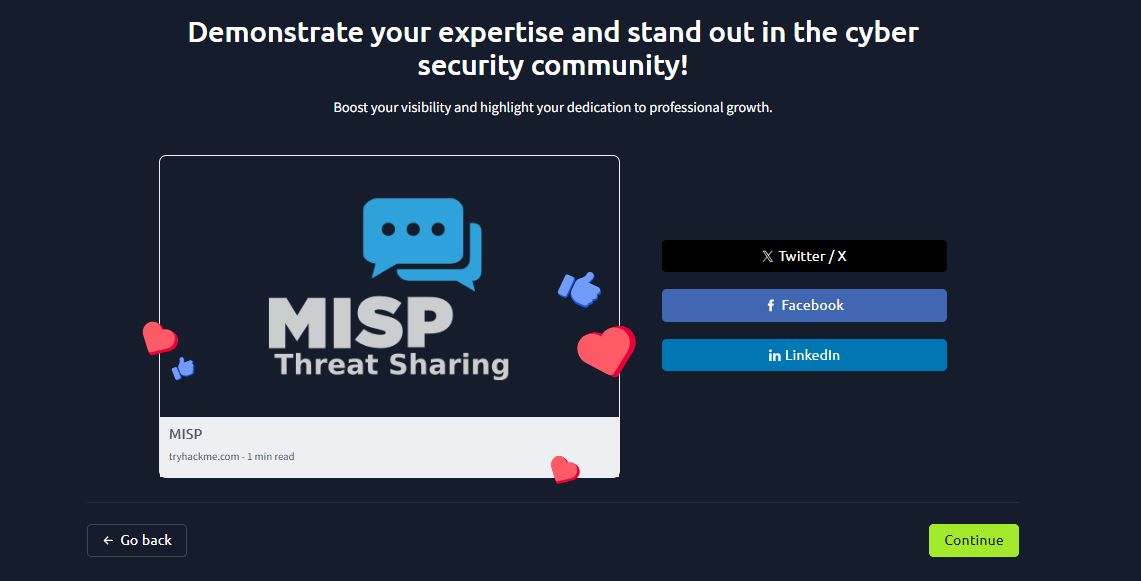 Demonstrate your expertise and stand out in the cyber
security community!
Boost your visibility and highlight your dedication to professional growth.
MISP
Threat Sharing
MISP
tryhackme.com - 1 min read
𝕏 Twitter / X
f Facebook
in LinkedIn
← Go back
Continue